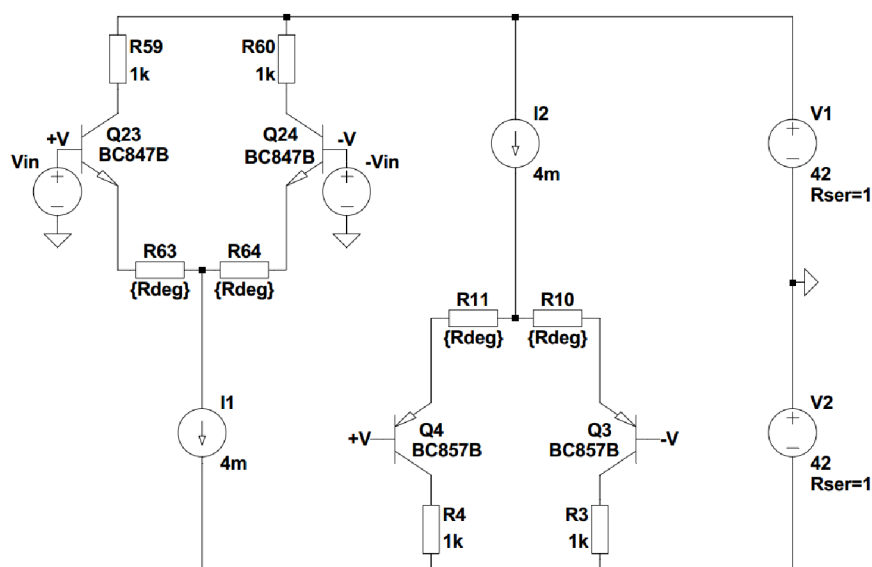 R59
1k
R60
1k
I2
4m
V1
42
Rser=1
+V
Q23
BC847B
Vin
Q24
BC847B
-V
-Vin
R63
{Rdeg}
R64
{Rdeg}
R11
{Rdeg}
R10
{Rdeg}
I1
4m
+V
Q4
BC857B
Q3
BC857B
-V
V2
42
Rser=1
R4
1k
R3
1k